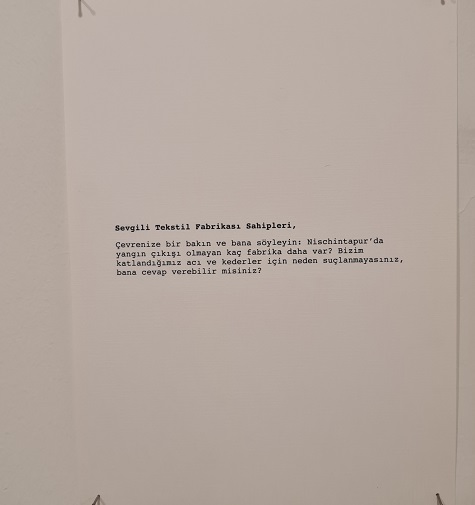 Sevgili Tekstil Fabrikası Sahipleri,
Çevrenize bir bakın ve bana söyleyin: Nischintapur'da
yangın çıkışı olmayan kaç fabrika daha var? Bizim
katlandığımız acı ve kederler için neden suçlanmayasınız,
bana cevap verebilir misiniz?